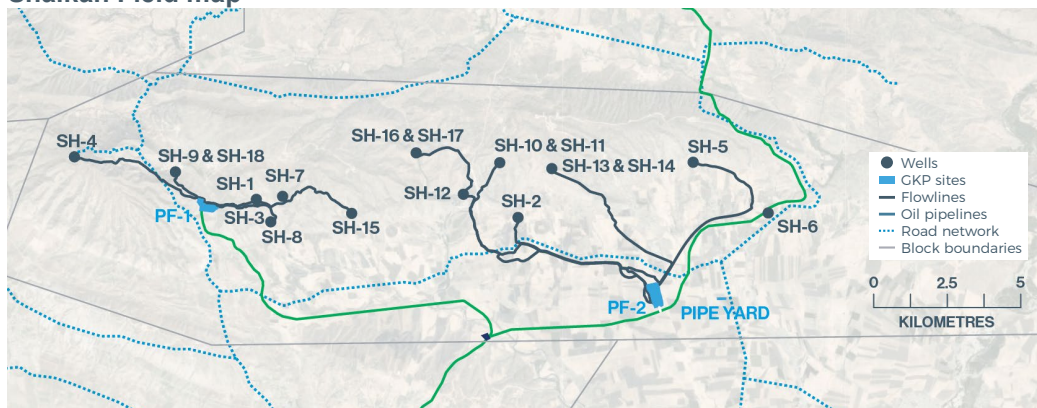 Shaikan Field Map
SH-4
SH-9 & SH-18
SH-1
SH-7
SH-3
SH-8
SH-15
PF-1
SH-16 & SH-17
SH-10 & SH-11
SH-13 & SH-14
SH-5
SH-12
SH-2
SH-6
PF-2
PIPE YARD
Wells
GKP sites
Flowlines
Oil pipelines
Road network
Block boundaries
0 2.5 5
KILOMETRES